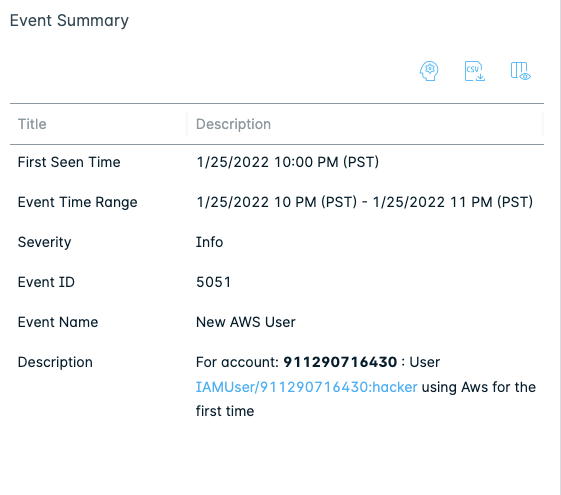 Event Summary
CSV
Title Description
First Seen Time 1/25/2022 10:00 PM (PST)
Event Time Range 1/25/2022 10 PM (PST) - 1/25/2022 11 PM (PST)
Severity Info
Event ID 5051
Event Name New AWS User
Description For account: 911290716430 : User
IAMUser/911290716430:hacker using Aws for the
first time